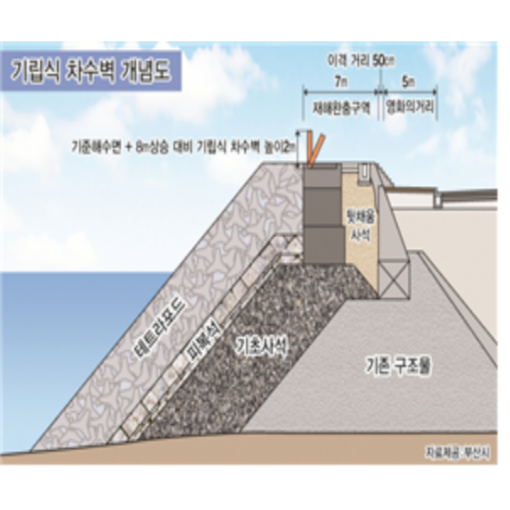 기립식 차수벽 개념도
이격 거리 50㎝
7m
5m
재해완충구역
영화의거리
기준해수면 + 8m상승 대비 기립식 차수벽 높이2m
뒷채움
사석
테트라포드
피복석
기초사석
기존 구조물
자료제공·부산시